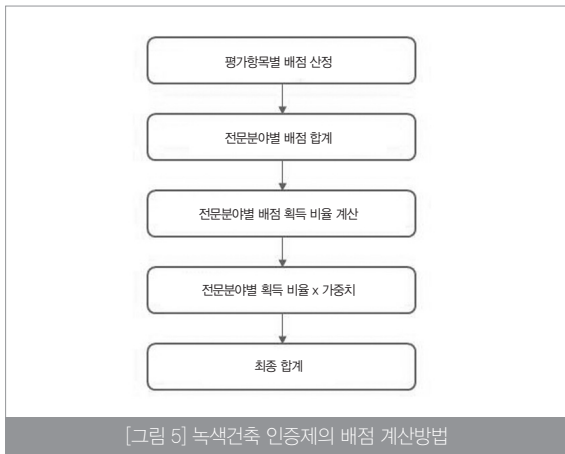 평가항목별 배점 산정
전문분야별 배점 합계
전문분야별 배점 획득 비율 계산
전문분야별 획득 비율 x 가중치
최종 합계
[그림 5] 녹색건축 인증제의 배점 계산방법